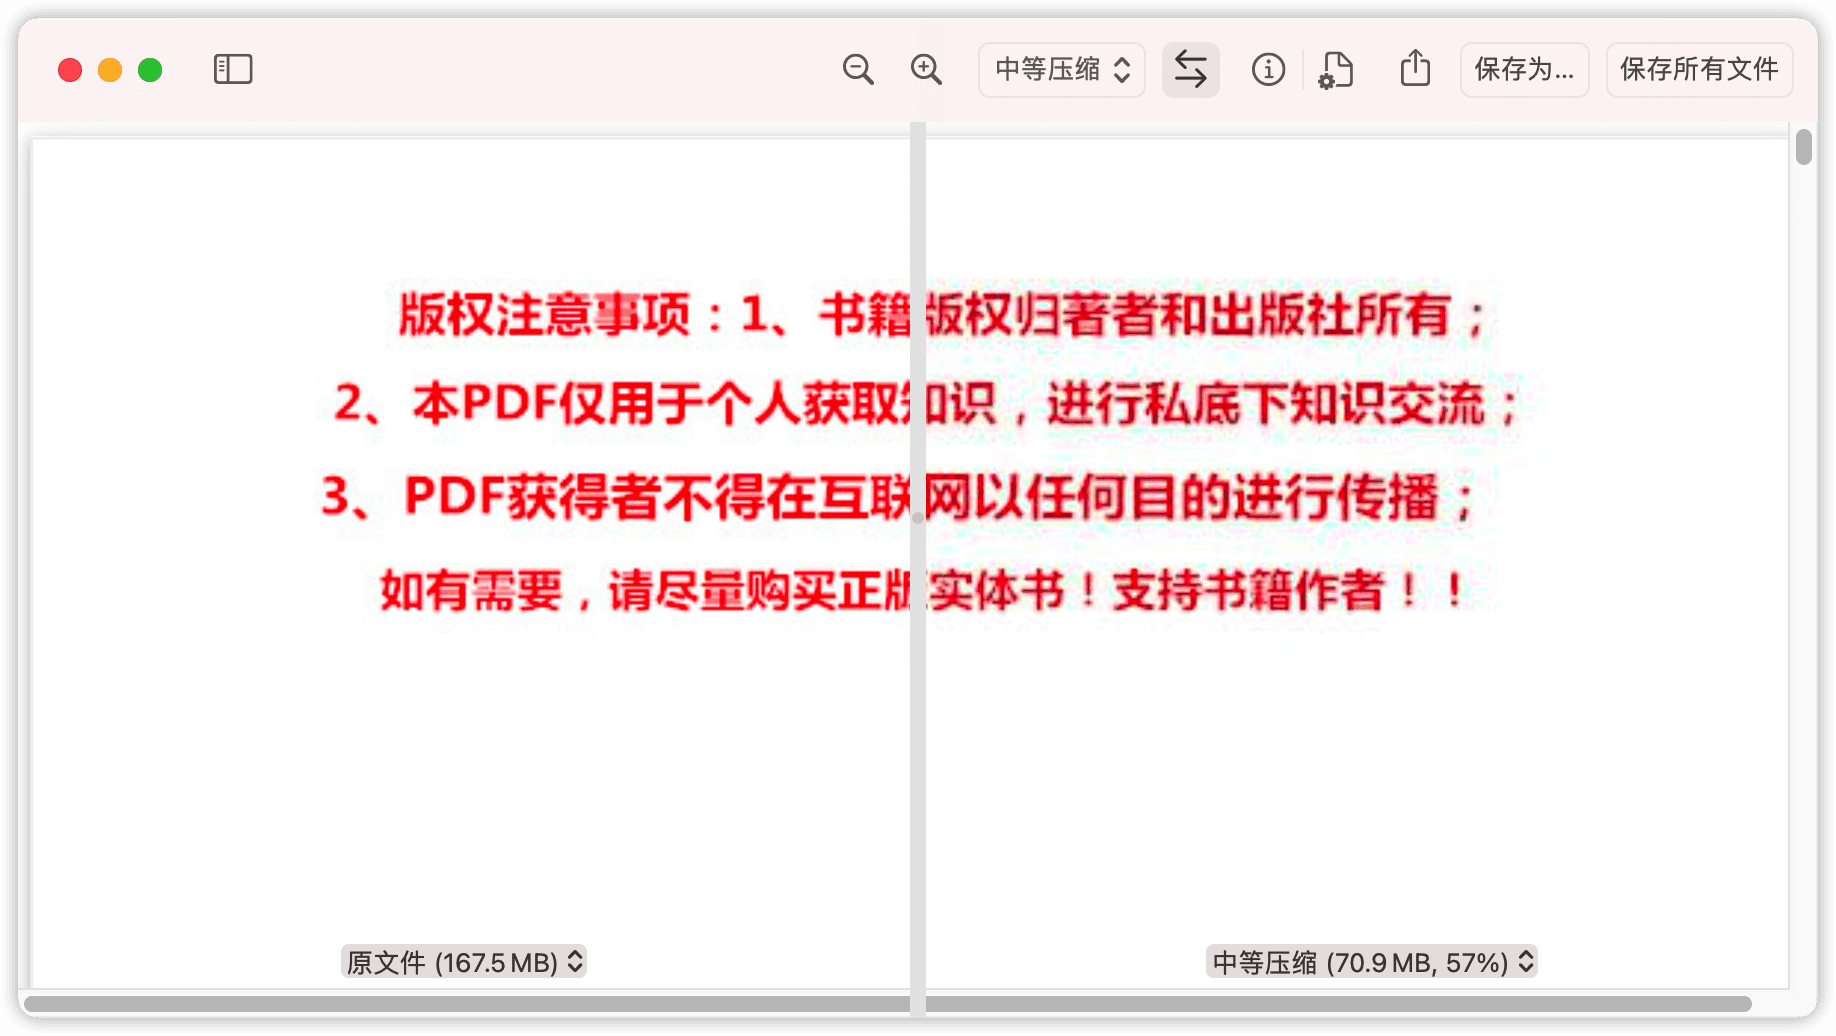 中等压缩
保存为...
保存所有文件
版权注意事项：1、书籍版权归著者和出版社所有；
2、本PDF仅用于个人获取知识，进行私底下知识交流；
3、PDF获得者不得在互联网以任何目的进行传播；
如有需要，请尽量购买正版实体书！支持书籍作者！！
原文件 (167.5 MB)
中等压缩 (70.9 MB, 57%)